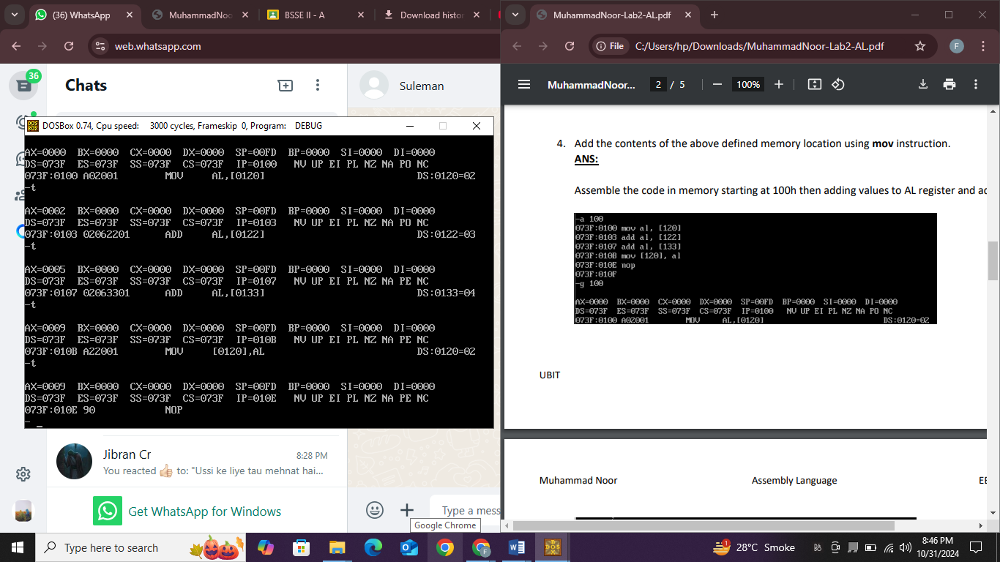 (36) WhatsApp
MuhammadNoo
BSSE II - A
Download histor
web.whatsapp.com
36
Chats
Suleman
DOSBox 0.74, Cpu speed: 3000 cycles, Frameskip 0, Program: DEBUG
AX=0000 BX=0000 CX=0000 DX=0000 SP=00FD BP=0000 SI=0000 DI=0000
DS=073F ES=073F SS=073F CS=073F IP=0100 NV UP EI PL NZ NA PO NC
073F:0100 A02001 MOV AL,[0120] DS:0120=02
-t
AX=0002 BX=0000 CX=0000 DX=0000 SP=00FD BP=0000 SI=0000 DI=0000
DS=073F ES=073F SS=073F CS=073F IP=0103 NV UP EI PL NZ NA PO NC
073F:0103 02062201 ADD AL,[0122] DS:0122=03
-t
AX=0005 BX=0000 CX=0000 DX=0000 SP=00FD BP=0000 SI=0000 DI=0000
DS=073F ES=073F SS=073F CS=073F IP=0107 NV UP EI PL NZ NA PE NC
073F:0107 02063301 ADD AL,[0133] DS:0133=04
-t
AX=0009 BX=0000 CX=0000 DX=0000 SP=00FD BP=0000 SI=0000 DI=0000
DS=073F ES=073F SS=073F CS=073F IP=010B NV UP EI PL NZ NA PE NC
073F:010B A22001 MOV [0120],AL DS:0120=02
-t
AX=0009 BX=0000 CX=0000 DX=0000 SP=00FD BP=0000 SI=0000 DI=0000
DS=073F ES=073F SS=073F CS=073F IP=010E NV UP EI PL NZ NA PE NC
073F:010E 90 NOP
- _
Jibran Cr
8:28 PM
You reacted 👍🏻 to: "Ussi ke liye tau mehnat hai...
Get WhatsApp for Windows
Type a mess
Google Chrome
MuhammadNoor-Lab2-AL.pdf
File C:/Users/hp/Downloads/MuhammadNoor-Lab2-AL.pdf
F
MuhammadNoor... 2 / 5 100%
4. Add the contents of the above defined memory location using mov instruction.
ANS:
Assemble the code in memory starting at 100h then adding values to AL register and ad
-a 100
073F:0100 mov al, [120]
073F:0103 add al, [122]
073F:0107 add al, [133]
073F:010B mov [120], al
073F:010E nop
073F:010F
-g 100
AX=0000 BX=0000 CX=0000 DX=0000 SP=00FD BP=0000 SI=0000 DI=0000
DS=073F ES=073F SS=073F CS=073F IP=0100 NV UP EI PL NZ NA PO NC
073F:0100 A02001 MOV AL,[0120] DS:0120=02
UBIT
Muhammad Noor Assembly Language
Type here to search
28°C Smoke
8:46 PM
10/31/2024